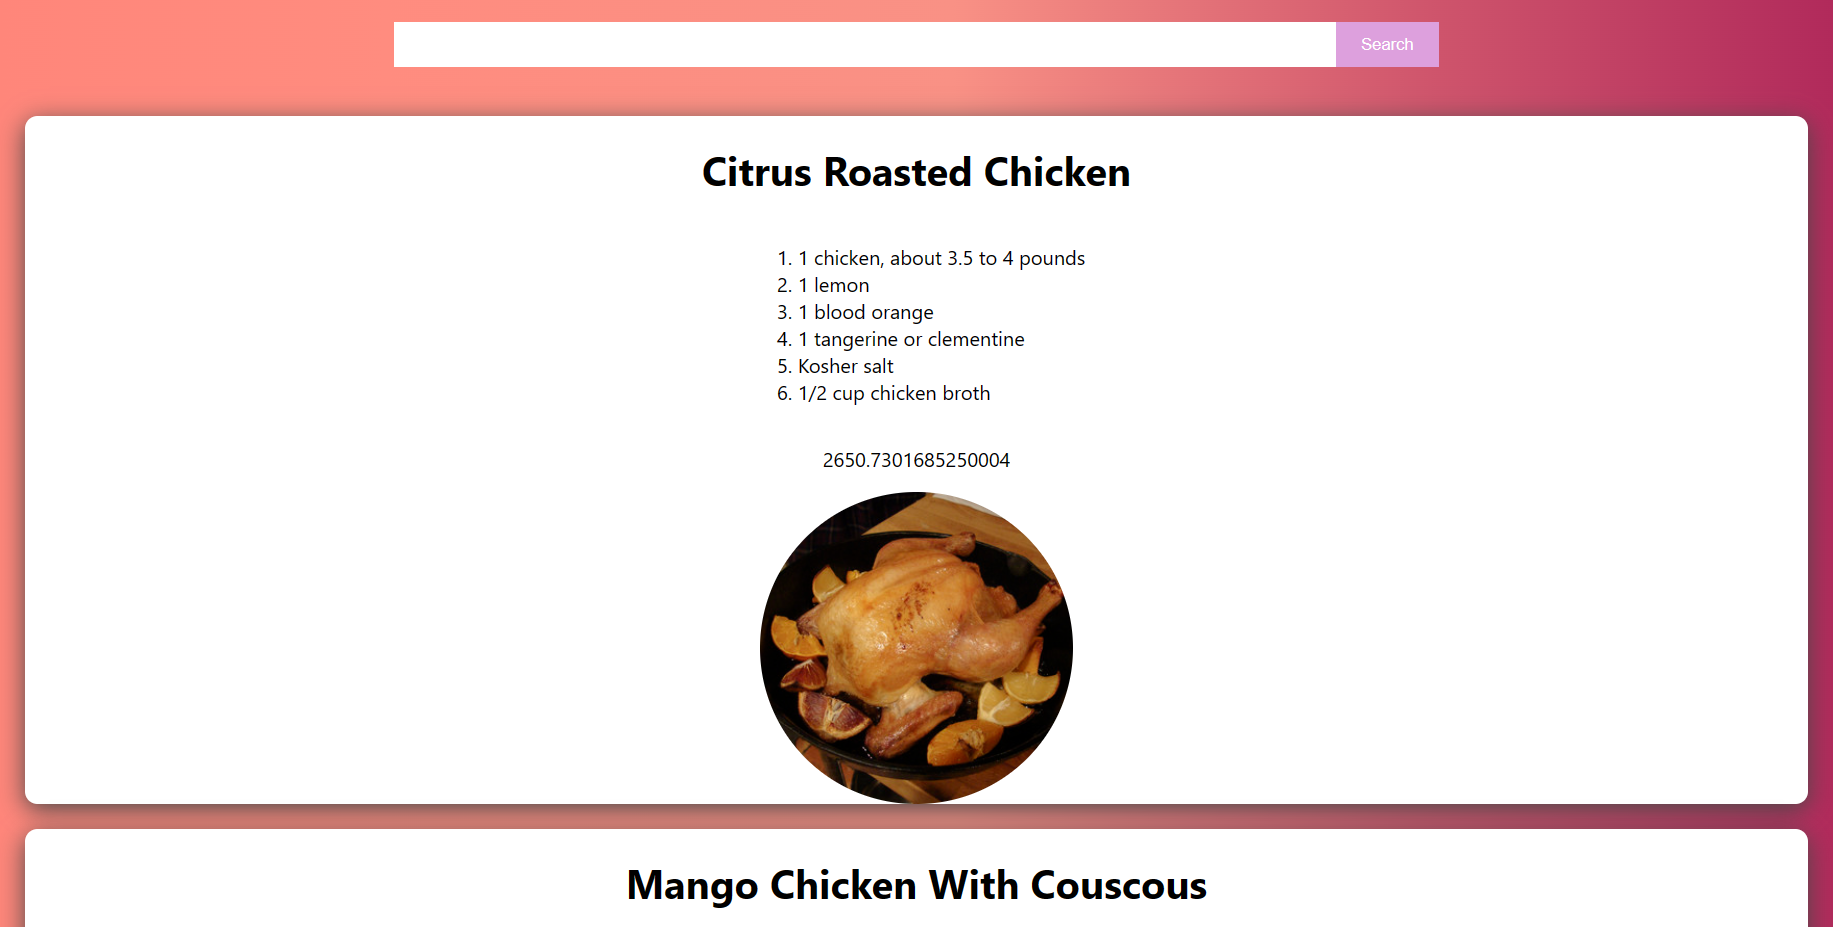 Search
Citrus Roasted Chicken
1. 1 chicken, about 3.5 to 4 pounds
2. 1 lemon
3. 1 blood orange
4. 1 tangerine or clementine
5. Kosher salt
6. 1/2 cup chicken broth
2650.7301685250004
Mango Chicken With Couscous